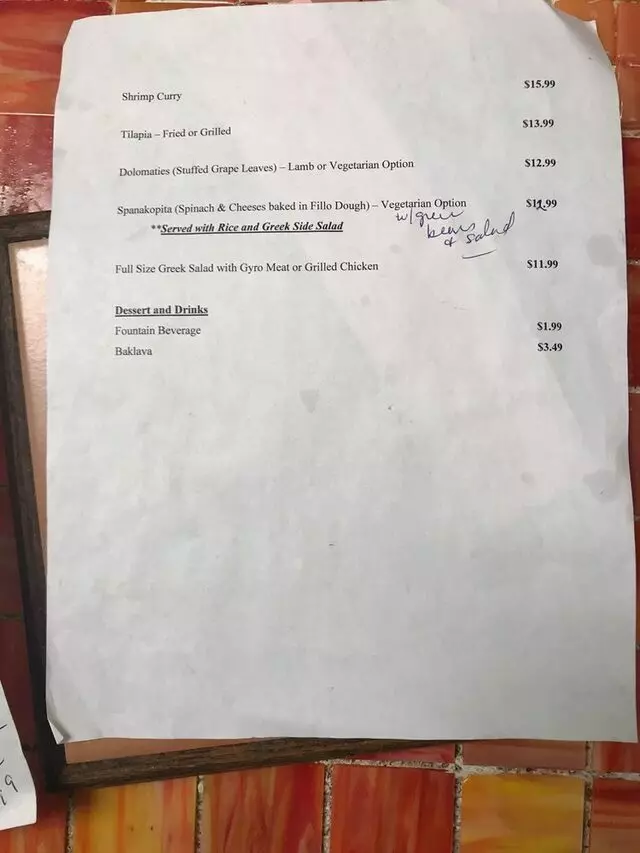 Shrimp Curry $15.99
Tilapia – Fried or Grilled $13.99
Dolomaties (Stuffed Grape Leaves) – Lamb or Vegetarian Option $12.99
Spanakopita (Spinach & Cheeses baked in Fillo Dough) – Vegetarian Option
**Served with Rice and Greek Side Salad
w/green
beans
& salad
Full Size Greek Salad with Gyro Meat or Grilled Chicken $11.99
Dessert and Drinks
Fountain Beverage $1.99
Baklava $3.49